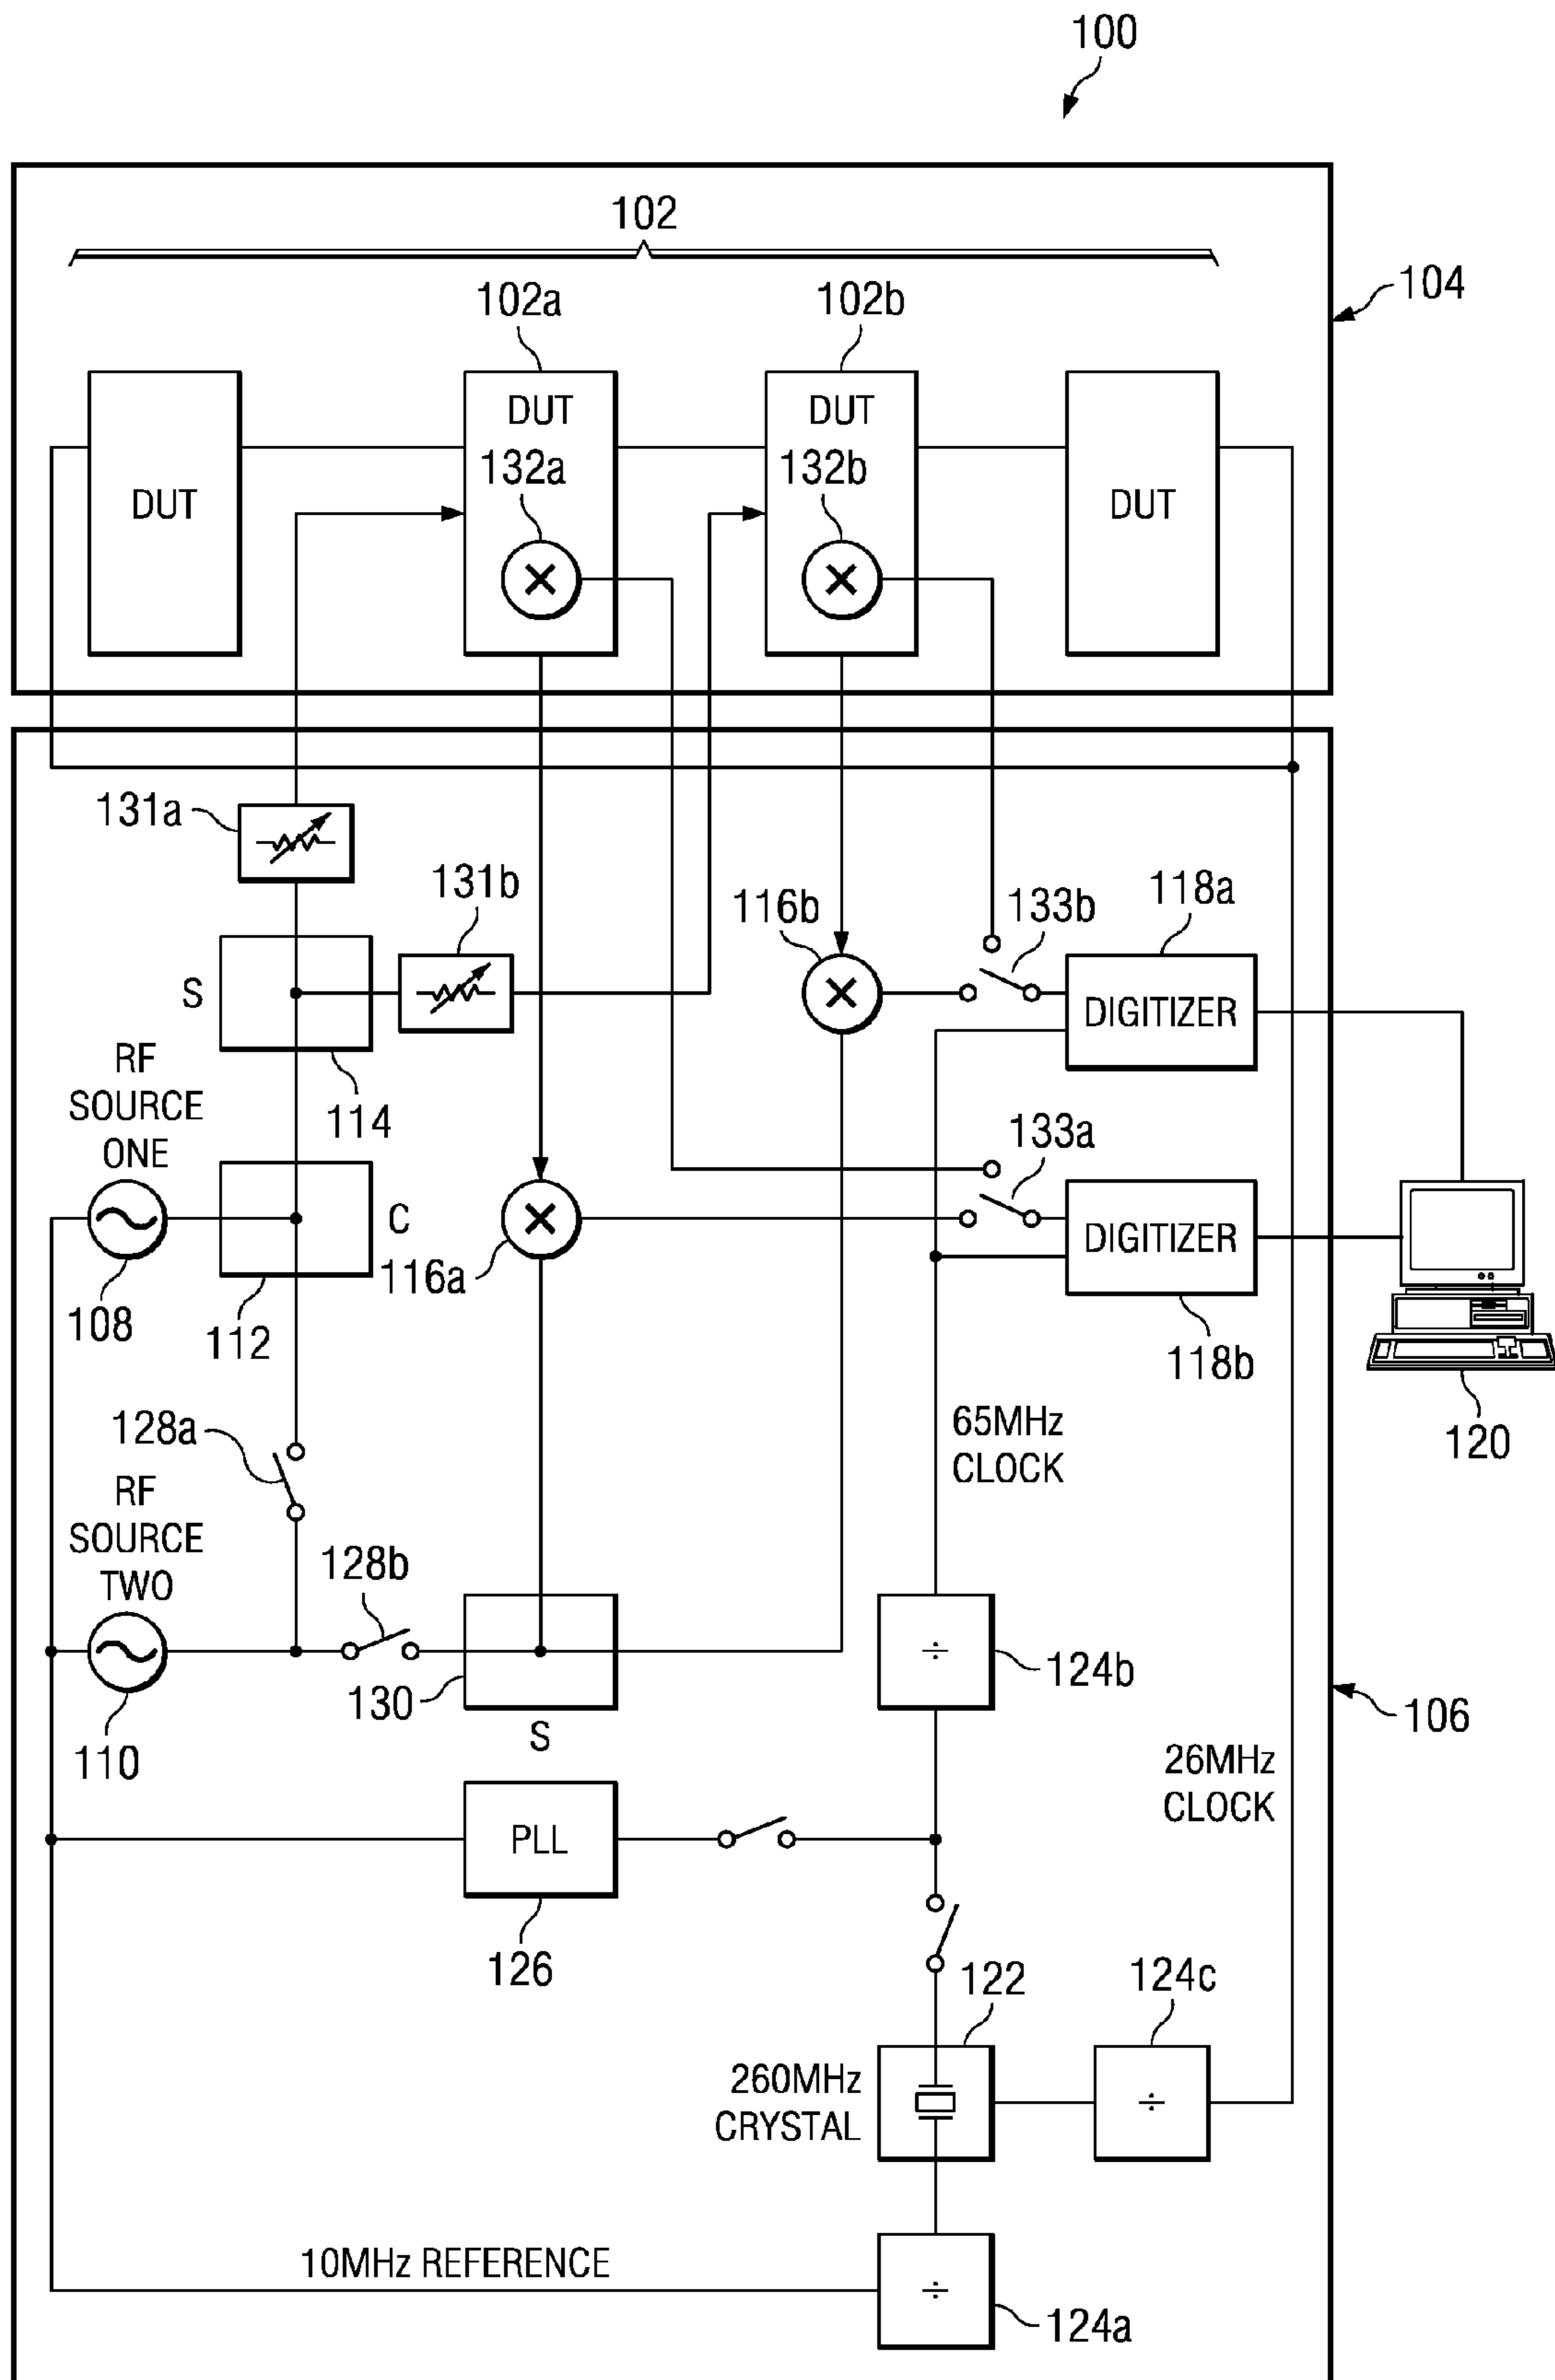 100
102
102a
102b
104
DUT
132a
DUT
132b
DUT
DUT
131a
131b
116b
133b
118a
S
DIGITIZER
RF
SOURCE
ONE
114
133a
C
DIGITIZER
116a
108
112
118b
120
128a
65MHz
CLOCK
RF
SOURCE
TWO
128b
÷
124b
130
S
110
106
26MHz
CLOCK
PLL
126
122
124c
260MHz
CRYSTAL
÷
10MHz REFERENCE
÷
124a